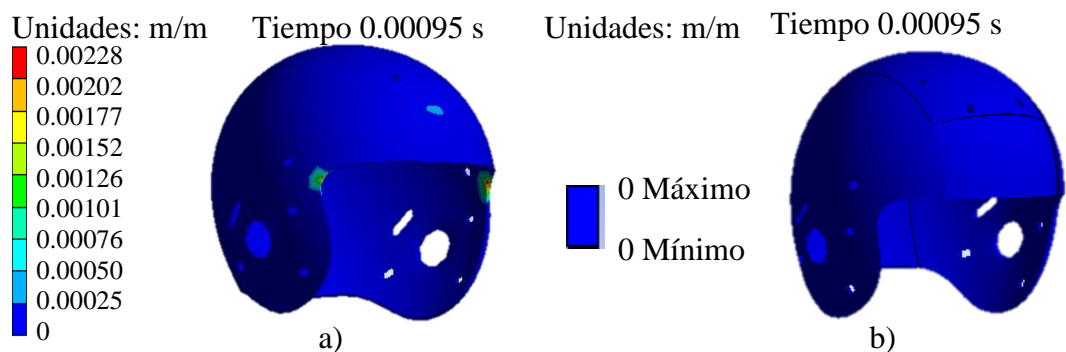 Unidades: m/m
Tiempo 0.00095 s
0.00228
0.00202
0.00177
0.00152
0.00126
0.00101
0.00076
0.00050
0.00025
0
a)
Unidades: m/m
Tiempo 0.00095 s
0 Máximo
0 Mínimo
b)